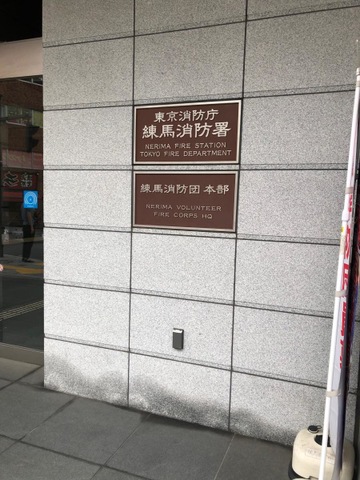 東京消防庁
練馬消防署
NERIMA FIRE STATION
TOKYO FIRE DEPARTMENT
練馬消防団本部
NERIMA VOLUNTEER
FIRE CORPS HQ